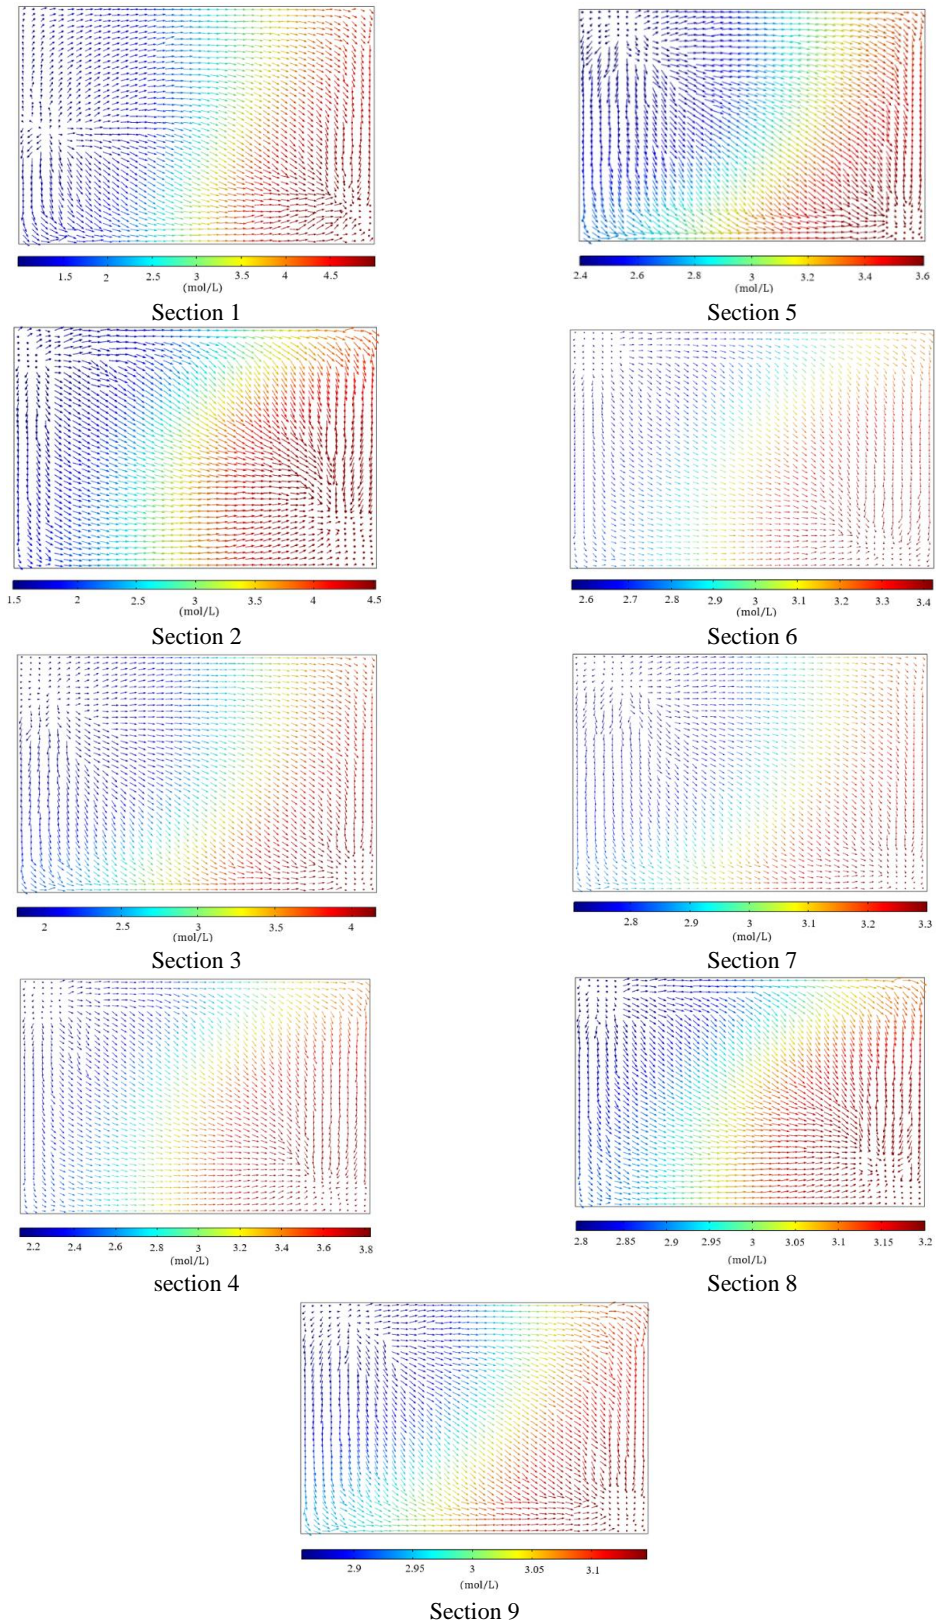 1.5 2 2.5 3 3.5 4 4.5
(mol/L)
Section 1
2.4 2.6 2.8 3 3.2 3.4 3.6
(mol/L)
Section 5
1.5 2 2.5 3 3.5 4 4.5
(mol/L)
Section 2
2.6 2.7 2.8 2.9 3 3.1 3.2 3.3 3.4
(mol/L)
Section 6
2 2.5 3 3.5 4
(mol/L)
Section 3
2.8 2.9 3 3.1 3.2 3.3
(mol/L)
Section 7
2.2 2.4 2.6 2.8 3 3.2 3.4 3.6 3.8
(mol/L)
section 4
2.8 2.85 2.9 2.95 3 3.05 3.1 3.15 3.2
(mol/L)
Section 8
2.9 2.95 3 3.05 3.1
(mol/L)
Section 9